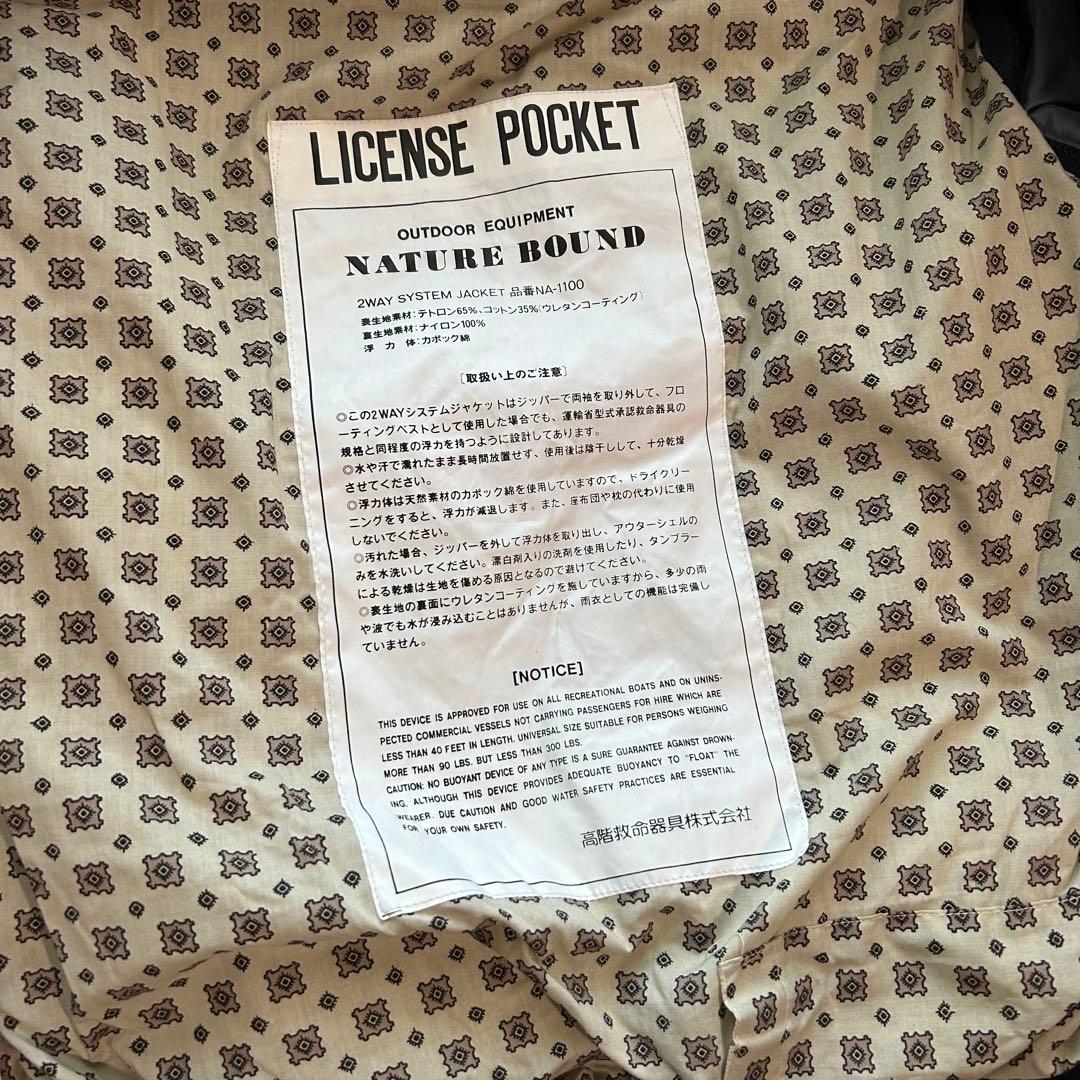 LICENSE POCKET
OUTDOOR EQUIPMENT
NATURE BOUND
2WAY SYSTEM JACKET 品番NA-1100
表生地素材:テトロン65%、コットン35%(ウレタンコーティング)
裏生地素材:ナイロン100%
浮 力 体:カポック綿
〔取扱い上のご注意〕
◎この2WAYシステムジャケットはジッパーで両袖を取り外して、フロ
ーティングベストとして使用した場合でも、運輸省型式承認救命器具の
規格と同程度の浮力を持つように設計してあります。
◎水や汗で濡れたまま長時間放置せず、使用後は陰干しして、十分乾燥
させてください。
◎浮力体は天然素材のカポック綿を使用していますので、ドライクリー
ニングをすると、浮力が減退します。また、座布団や枕の代わりに使用
しないでください。
◎汚れた場合、ジッパーを外して浮力体を取り出し、アウターシェルの
みを水洗いしてください。漂白剤入りの洗剤を使用したり、タンブラー
による乾燥は生地を傷める原因となるので避けてください。
◎表生地の裏面にウレタンコーティングを施していますから、多少の雨
や波でも水が浸み込むことはありませんが、雨衣としての機能は完備し
ていません。
[NOTICE]
THIS DEVICE IS APPROVED FOR USE ON ALL RECREATIONAL BOATS AND ON UNINS-
PECTED COMMERCIAL VESSELS NOT CARRYING PASSENGERS FOR HIRE WHICH ARE
LESS THAN 40 FEET IN LENGTH. UNIVERSAL SIZE SUITABLE FOR PERSONS WEIGHING
MORE THAN 90 LBS. BUT LESS THAN 300 LBS.
CAUTION: NO BUOYANT DEVICE OF ANY TYPE IS A SURE GUARANTEE AGAINST DROWN-
ING. ALTHOUGH THIS DEVICE PROVIDES ADEQUATE BUOYANCY TO "FLOAT" THE
WEARER. DUE CAUTION AND GOOD WATER SAFETY PRACTICES ARE ESSENTIAL
FOR YOUR OWN SAFETY.
高階救命器具株式会社